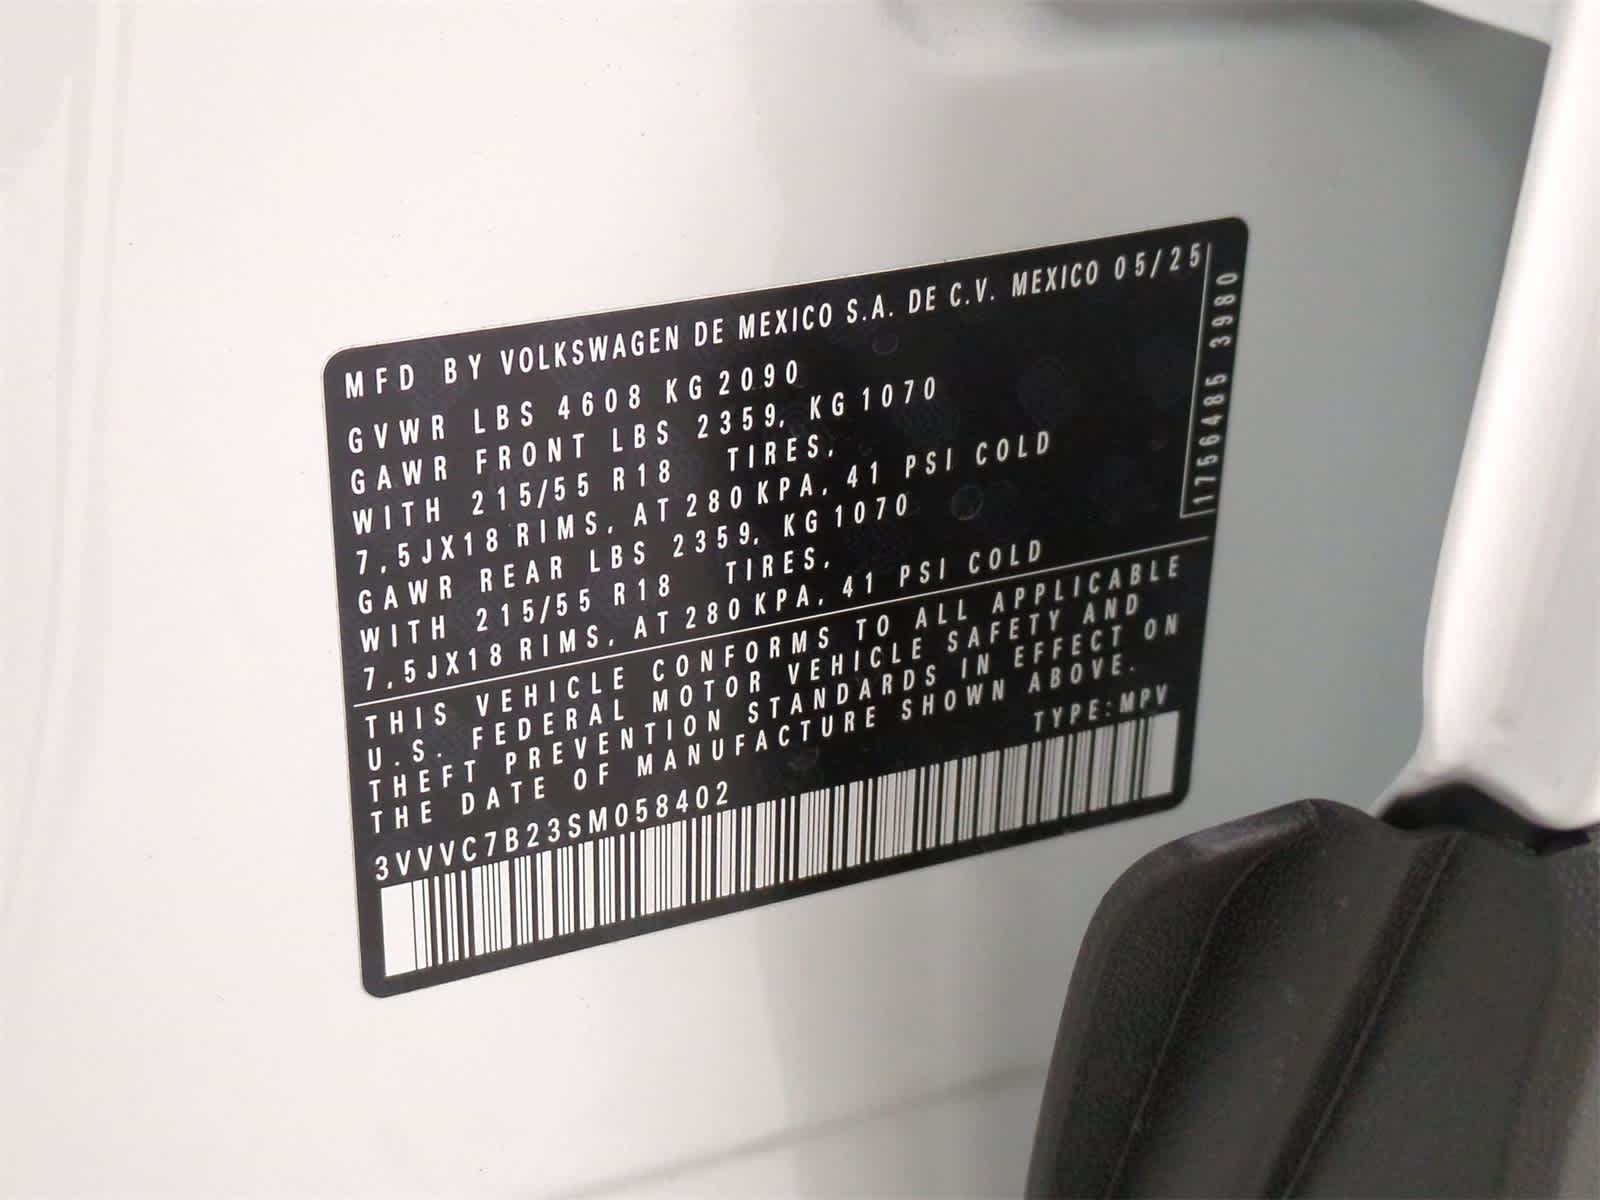 MFD BY VOLKSWAGEN DE MEXICO S.A. DE C.V. MEXICO 05/25
GVWR LBS 4608 KG 2090
GAWR FRONT LBS 2359, KG 1070
WITH 215/55 R18 TIRES,
7,5JX18 RIMS, AT 280 KPA, 41 PSI COLD
GAWR REAR LBS 2359, KG 1070
WITH 215/55 R18 TIRES,
7,5JX18 RIMS, AT 280 KPA, 41 PSI COLD
THIS VEHICLE CONFORMS TO ALL APPLICABLE
U.S. FEDERAL MOTOR VEHICLE SAFETY AND
THEFT PREVENTION STANDARDS IN EFFECT ON
THE DATE OF MANUFACTURE SHOWN ABOVE.
TYPE:MPV
3VVVC7B23SM058402
1756485 3980